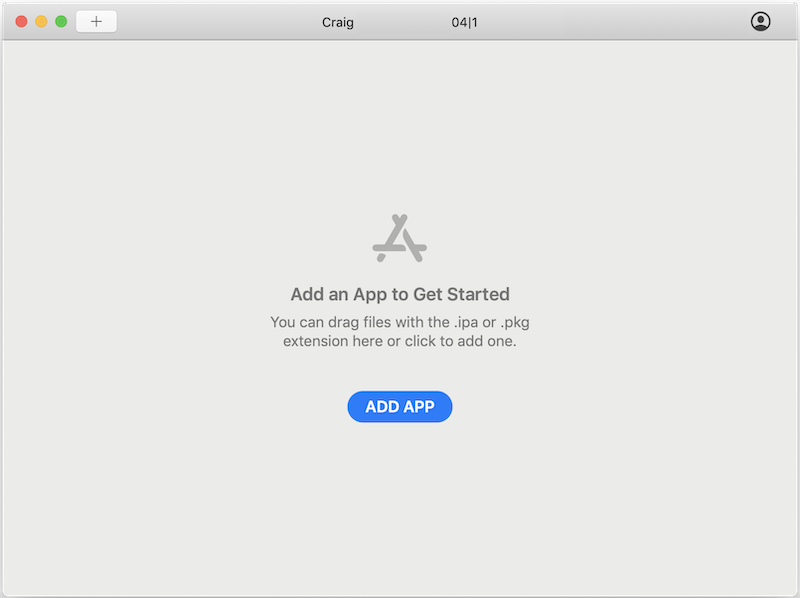 Craig 04|1
Add an App to Get Started
You can drag files with the .ipa or .pkg
extension here or click to add one.
ADD APP